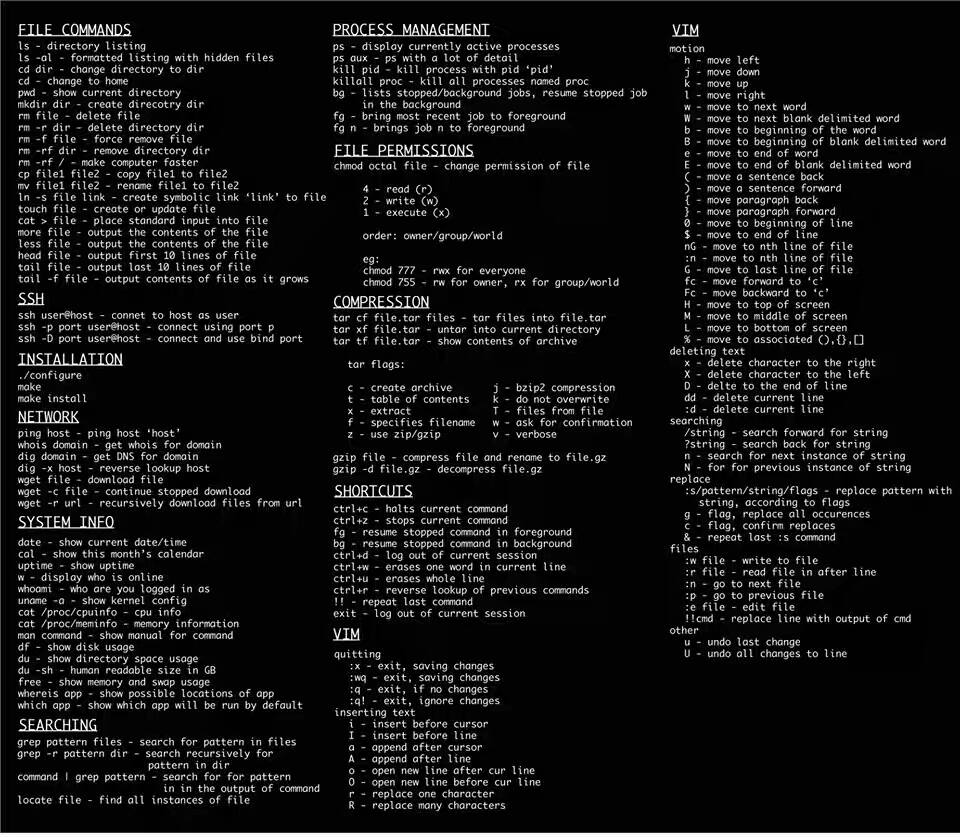 FILE COMMANDS
ls - directory listing
ls -al - formatted listing with hidden files
cd dir - change directory to dir
cd - change to home
pwd - show current directory
mkdir dir - create direcotry dir
rm file - delete file
rm -r dir - delete directory dir
rm -f file - force remove file
rm -rf dir - remove directory dir
rm -rf / - make computer faster
cp file1 file2 - copy file1 to file2
mv file1 file2 - rename file1 to file2
ln -s file link - create symbolic link ‘link’ to file
touch file - create or update file
cat > file - place standard input into file
more file - output the contents of the file
less file - output the contents of the file
head file - output first 10 lines of file
tail file - output last 10 lines of file
tail -f file - output contents of file as it grows
SSH
ssh user@host - connet to host as user
ssh -p port user@host - connect using port p
ssh -D port user@host - connect and use bind port
INSTALLATION
./configure
make
make install
NETWORK
ping host - ping host ‘host’
whois domain - get whois for domain
dig domain - get DNS for domain
dig -x host - reverse lookup host
wget file - download file
wget -c file - continue stopped download
wget -r url - recursively download files from url
SYSTEM INFO
date - show current date/time
cal - show this month’s calendar
uptime - show uptime
w - display who is online
whoami - who are you logged in as
uname -a - show kernel config
cat /proc/cpuinfo - cpu info
cat /proc/meminfo - memory information
man command - show manual for command
df - show disk usage
du - show directory space usage
du -sh - human readable size in GB
free - show memory and swap usage
whereis app - show possible locations of app
which app - show which app will be run by default
SEARCHING
grep pattern files - search for pattern in files
grep -r pattern dir - search recursively for
pattern in dir
command | grep pattern - search for for pattern
in in the output of command
locate file - find all instances of file
PROCESS MANAGEMENT
ps - display currently active processes
ps aux - ps with a lot of detail
kill pid - kill process with pid ‘pid’
killall proc - kill all processes named proc
bg - lists stopped/background jobs, resume stopped job
in the background
fg - bring most recent job to foreground
fg n - brings job n to foreground
FILE PERMISSIONS
chmod octal file - change permission of file
4 - read (r)
2 - write (w)
1 - execute (x)
order: owner/group/world
eg:
chmod 777 - rwx for everyone
chmod 755 - rw for owner, rx for group/world
COMPRESSION
tar cf file.tar files - tar files into file.tar
tar xf file.tar - untar into current directory
tar tf file.tar - show contents of archive
tar flags:
c - create archive j - bzip2 compression
t - table of contents k - do not overwrite
x - extract T - files from file
f - specifies filename w - ask for confirmation
z - use zip/gzip v - verbose
gzip file - compress file and rename to file.gz
gzip -d file.gz - decompress file.gz
SHORTCUTS
ctrl+c - halts current command
ctrl+z - stops current command
fg - resume stopped command in foreground
bg - resume stopped command in background
ctrl+d - log out of current session
ctrl+w - erases one word in current line
ctrl+u - erases whole line
ctrl+r - reverse lookup of previous commands
!! - repeat last command
exit - log out of current session
VIM
quitting
:x - exit, saving changes
:wq - exit, saving changes
:q - exit, if no changes
:q! - exit, ignore changes
inserting text
i - insert before cursor
I - insert before line
a - append after cursor
A - append after line
o - open new line after cur line
O - open new line before cur line
r - replace one character
R - replace many characters
VIM
motion
h - move left
j - move down
k - move up
l - move right
w - move to next word
W - move to next blank delimited word
b - move to beginning of the word
B - move to beginning of blank delimited word
e - move to end of word
E - move to end of blank delimited word
( - move a sentence back
) - move a sentence forward
{ - move paragraph back
} - move paragraph forward
0 - move to beginning of line
$ - move to end of line
nG - move to nth line of file
:n - move to nth line of file
G - move to last line of file
fc - move forward to ‘c’
Fc - move backward to ‘c’
H - move to top of screen
M - move to middle of screen
L - move to bottom of screen
% - move to associated (),{},[]
deleting text
x - delete character to the right
X - delete character to the left
D - delte to the end of line
dd - delete current line
:d - delete current line
searching
/string - search forward for string
?string - search back for string
n - search for next instance of string
N - for for previous instance of string
replace
:s/pattern/string/flags - replace pattern with
string, according to flags
g - flag, replace all occurences
c - flag, confirm replaces
& - repeat last :s command
files
:w file - write to file
:r file - read file in after line
:n - go to next file
:p - go to previous file
:e file - edit file
!!cmd - replace line with output of cmd
other
u - undo last change
U - undo all changes to line